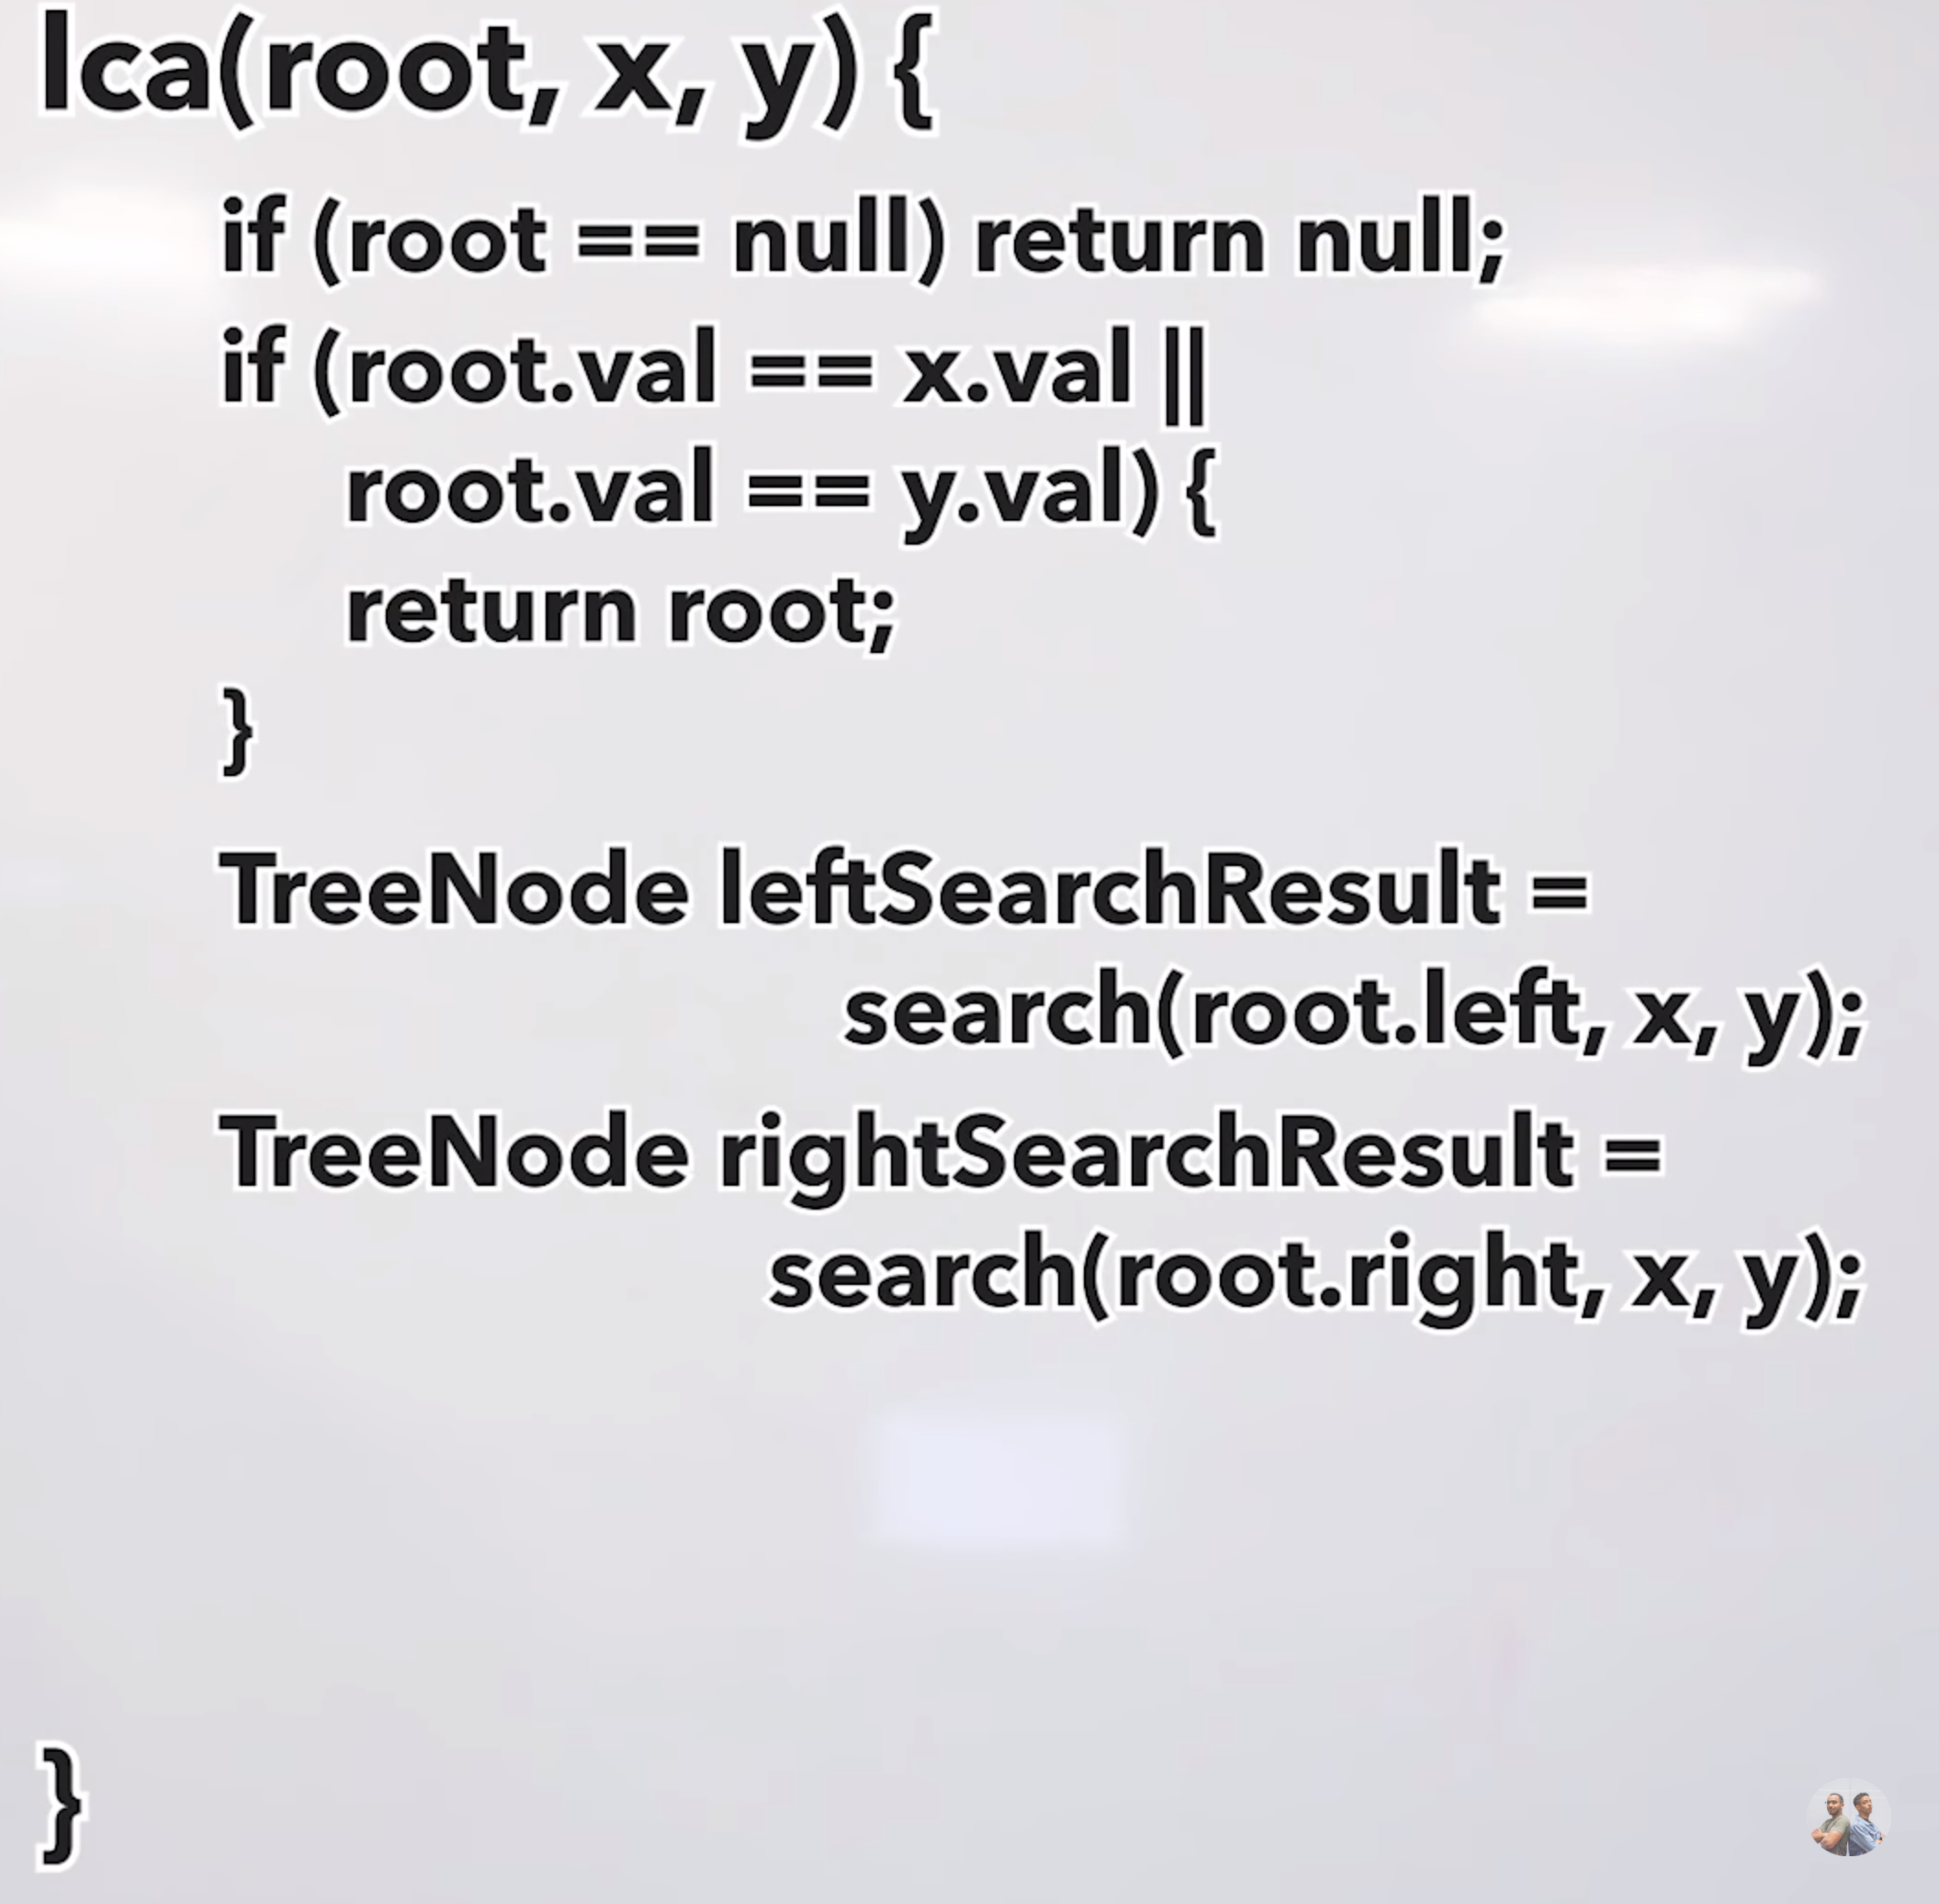 lca(root, x, y) {
if (root == null) return null;
if (root.val == x.val ||
root.val == y.val) {
return root;
}
TreeNode leftSearchResult =
search(root.left, x, y);
TreeNode rightSearchResult =
search(root.right, x, y);
}